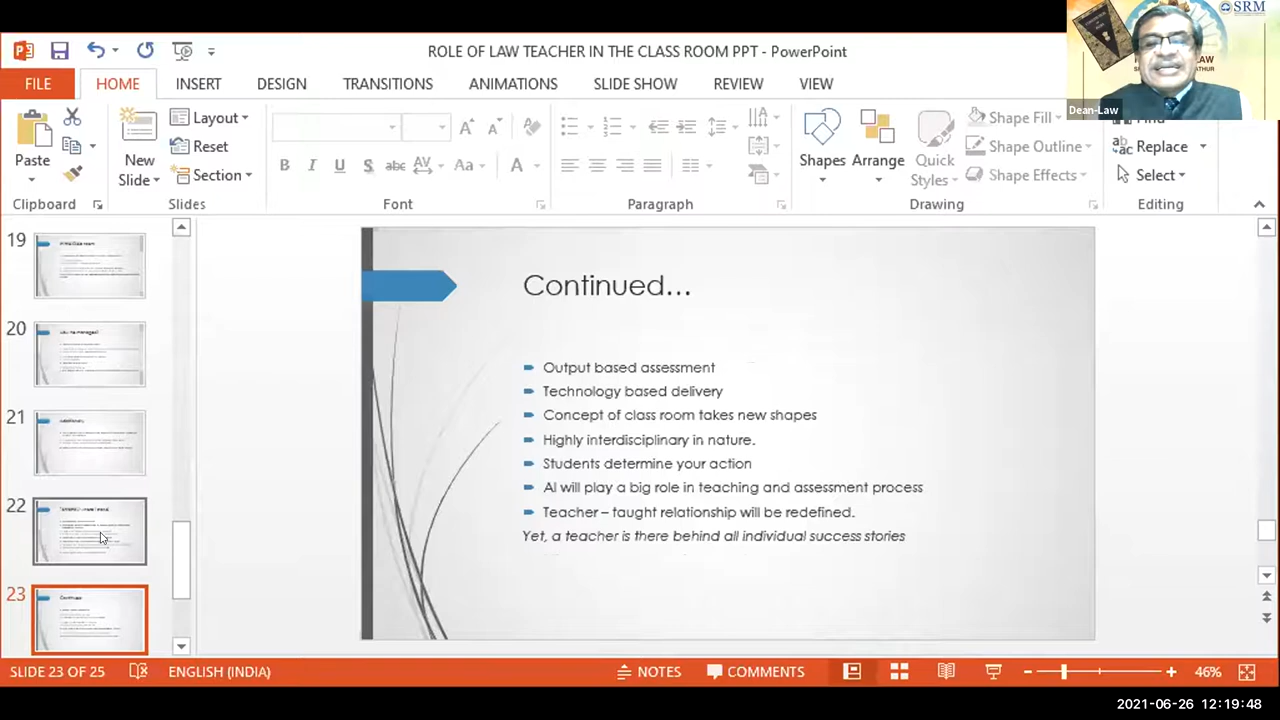 SRM
ROLE OF LAW TEACHER IN THE CLASS ROOM PPT - PowerPoint
LAW
ATHUR
Dean-Law
FILE HOME INSERT DESIGN TRANSITIONS ANIMATIONS SLIDE SHOW REVIEW VIEW
Paste
Clipboard
New
Slide
Layout
Reset
Section
Slides
B I U S abc AV Aa A
Font
Paragraph
Shapes
Arrange
Quick
Styles
Shape Fill
Shape Outline
Shape Effects
Drawing
Find
Replace
Select
Editing
19
20
21
22
23
Continued…
Output based assessment
Technology based delivery
Concept of class room takes new shapes
Highly interdisciplinary in nature.
Students determine your action
AI will play a big role in teaching and assessment process
Teacher – taught relationship will be redefined.
Yet, a teacher is there behind all individual success stories
SLIDE 23 OF 25 ENGLISH (INDIA) NOTES COMMENTS 46%
2021-06-26 12:19:48